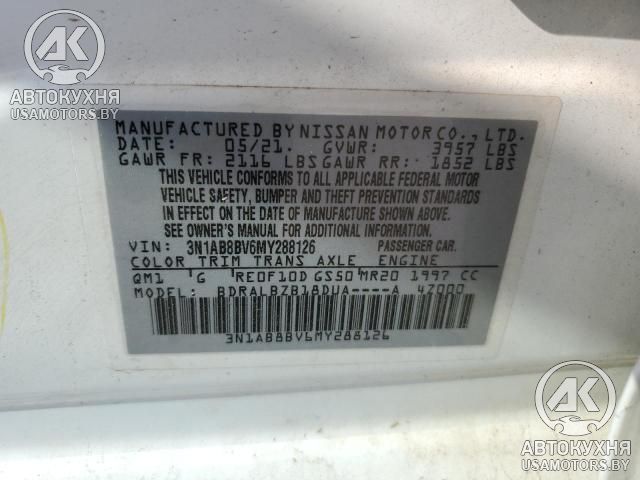 AK
АВТОКУХНЯ
USAMOTORS.BY
MANUFACTURED BY NISSAN MOTOR CO., LTD.
DATE: 05/21. GVWR: 3957 LBS
GAWR FR: 2116 LBS GAWR RR: 1852 LBS
THIS VEHICLE CONFORMS TO ALL APPLICABLE FEDERAL MOTOR
VEHICLE SAFETY, BUMPER AND THEFT PREVENTION STANDARDS
IN EFFECT ON THE DATE OF MANUFACTURE SHOWN ABOVE.
SEE OWNER'S MANUAL FOR ADDITIONAL INFORMATION.
VIN: 3N1AB8BV6MY288126 PASSENGER CAR.
COLOR TRIM TRANS AXLE ENGINE
QM1 G RE0F10D GS50 MR20 1997 CC
MODEL: BDRALBZB18DUA----A 4Z000
3N1AB8BV6MY288126
AK
АВТОКУХНЯ
USAMOTORS.BY